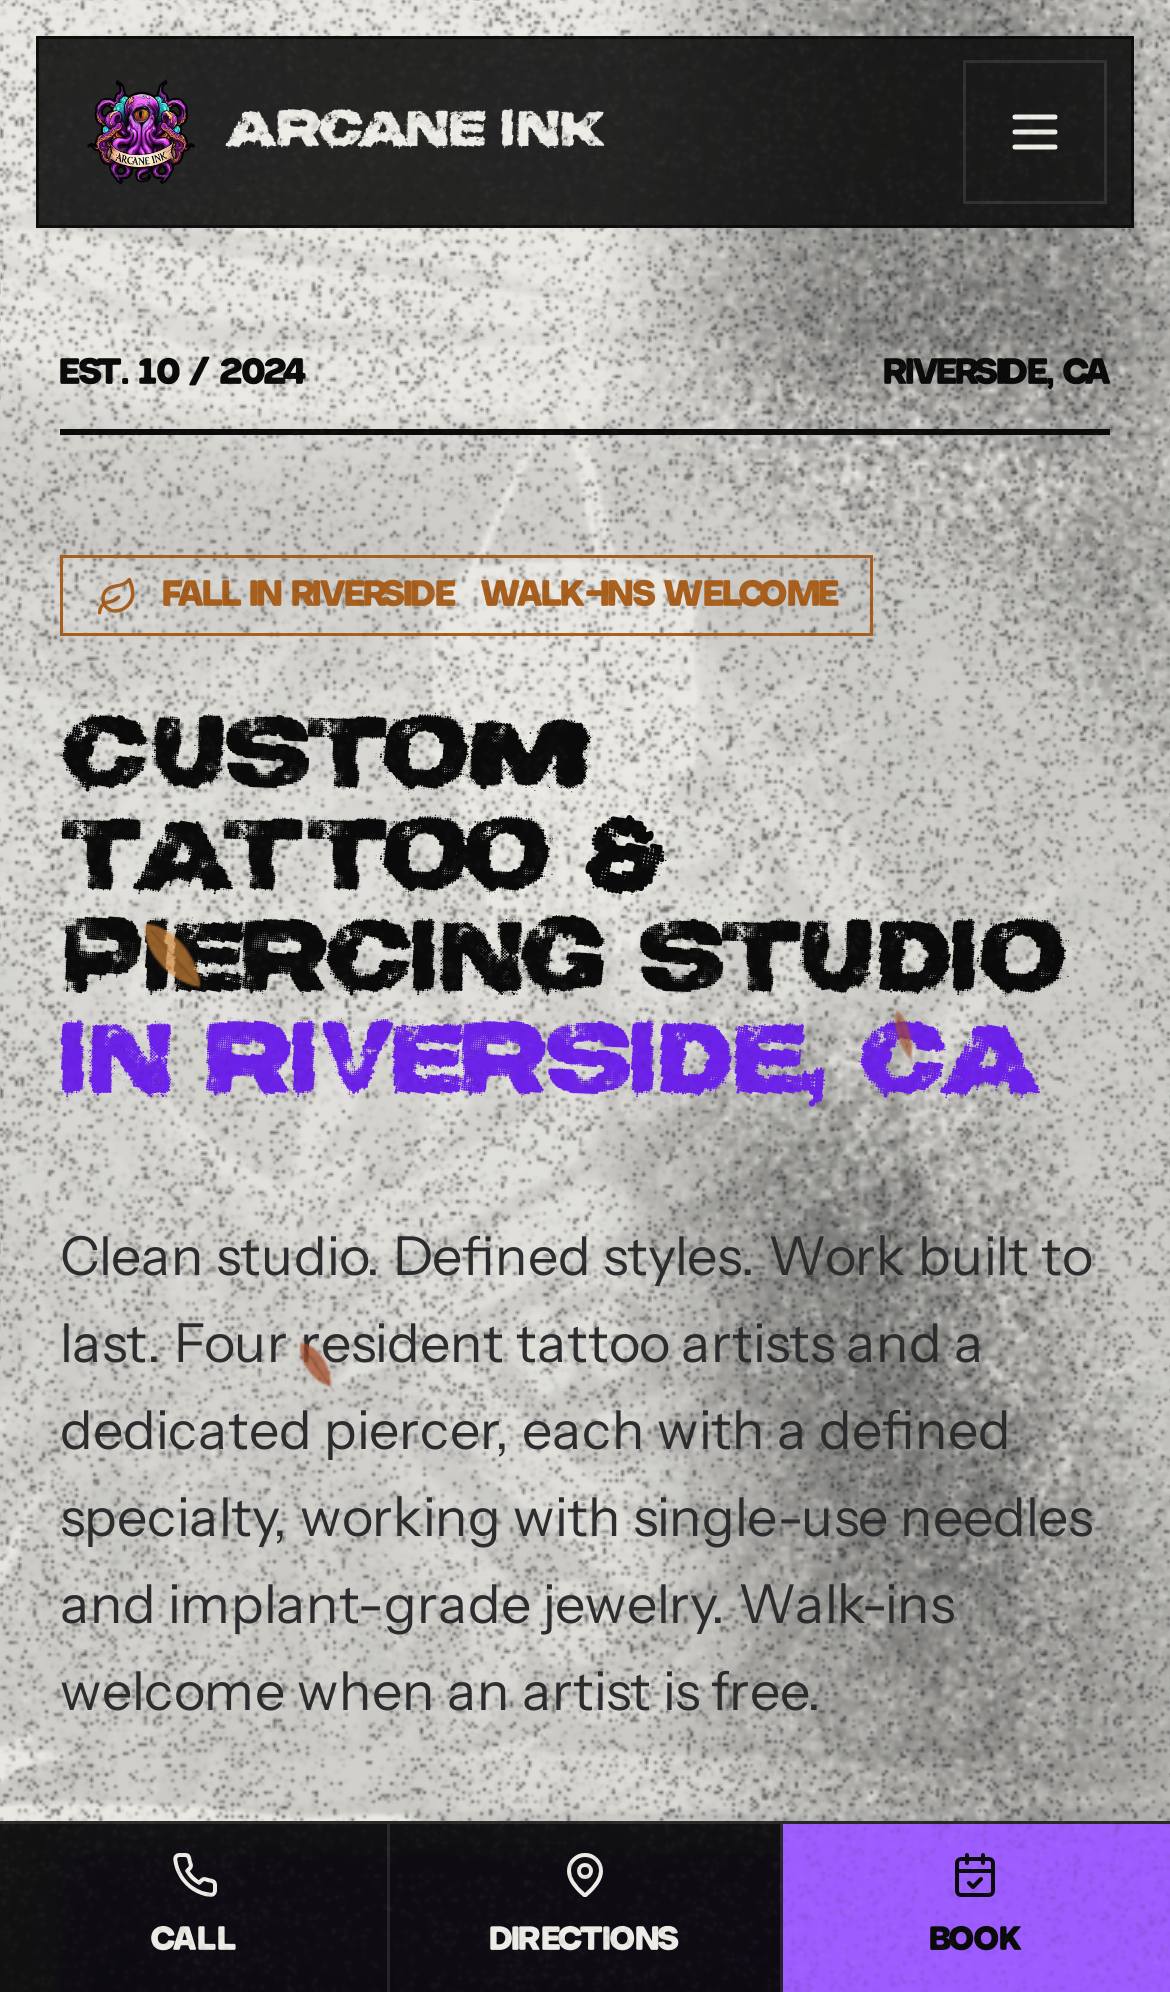 ARCANE INK
ARCANE INK
EST. 10 / 2024
RIVERSIDE, CA
FALL IN RIVERSIDE WALK-INS WELCOME
CUSTOM
TATTOO &
PIERCING STUDIO
IN RIVERSIDE, CA
Clean studio. Defined styles. Work built to
last. Four resident tattoo artists and a
dedicated piercer, each with a defined
specialty, working with single-use needles
and implant-grade jewelry. Walk-ins
welcome when an artist is free.
CALL
DIRECTIONS
BOOK